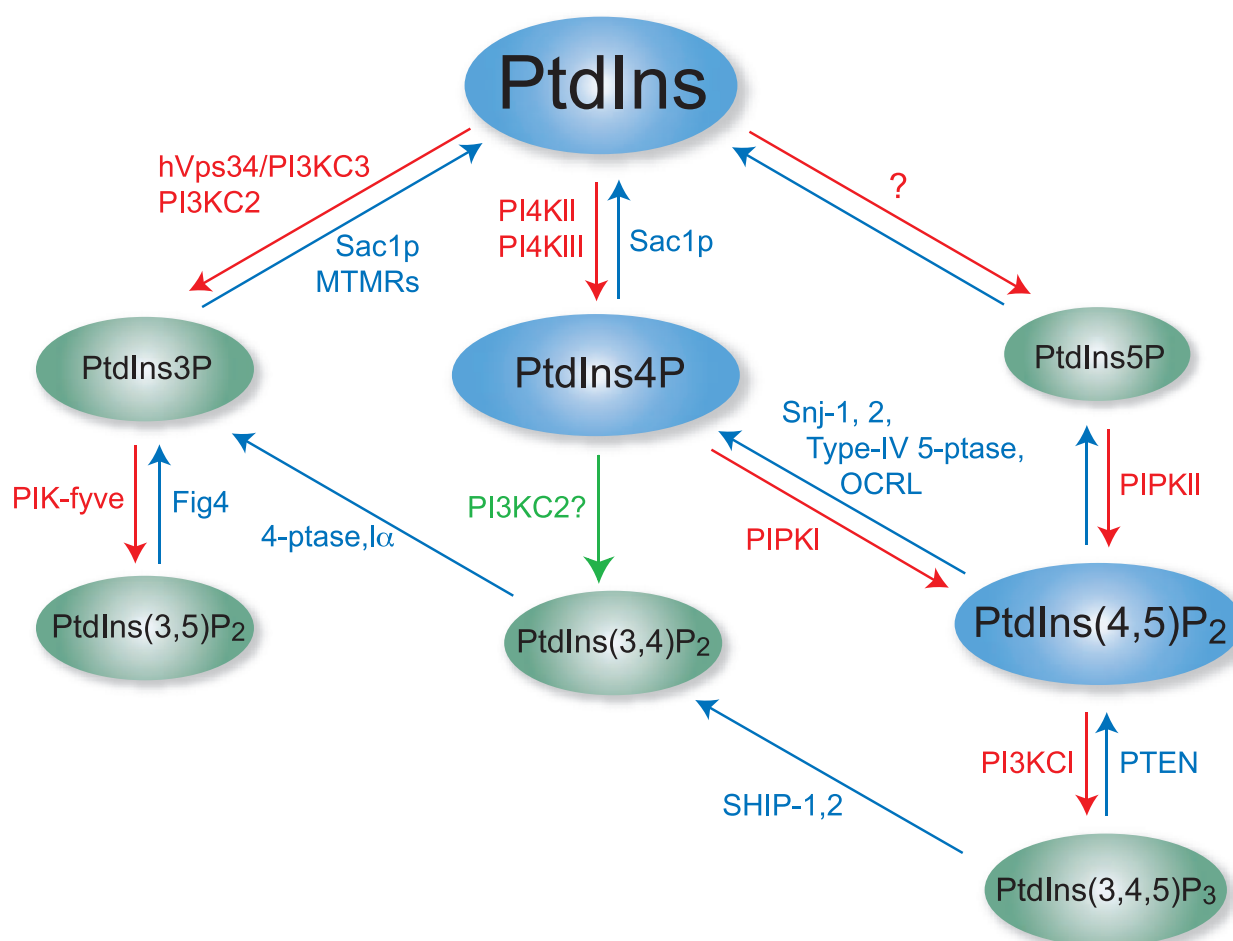 PtdIns
hVps34/PI3KC3
PI3KC2
?
PI4KII
PI4KIII
Sac1p
Sac1p
MTMRs
PtdIns3P
PtdIns4P
PtdIns5P
Snj-1, 2,
Type-IV 5-ptase,
OCRL
PIK-fyve
Fig4
4-ptase,Iα
PI3KC2?
PIPKI
PIPKII
PtdIns(3,5)P₂
PtdIns(3,4)P₂
PtdIns(4,5)P₂
PI3KCI
PTEN
SHIP-1,2
PtdIns(3,4,5)P₃